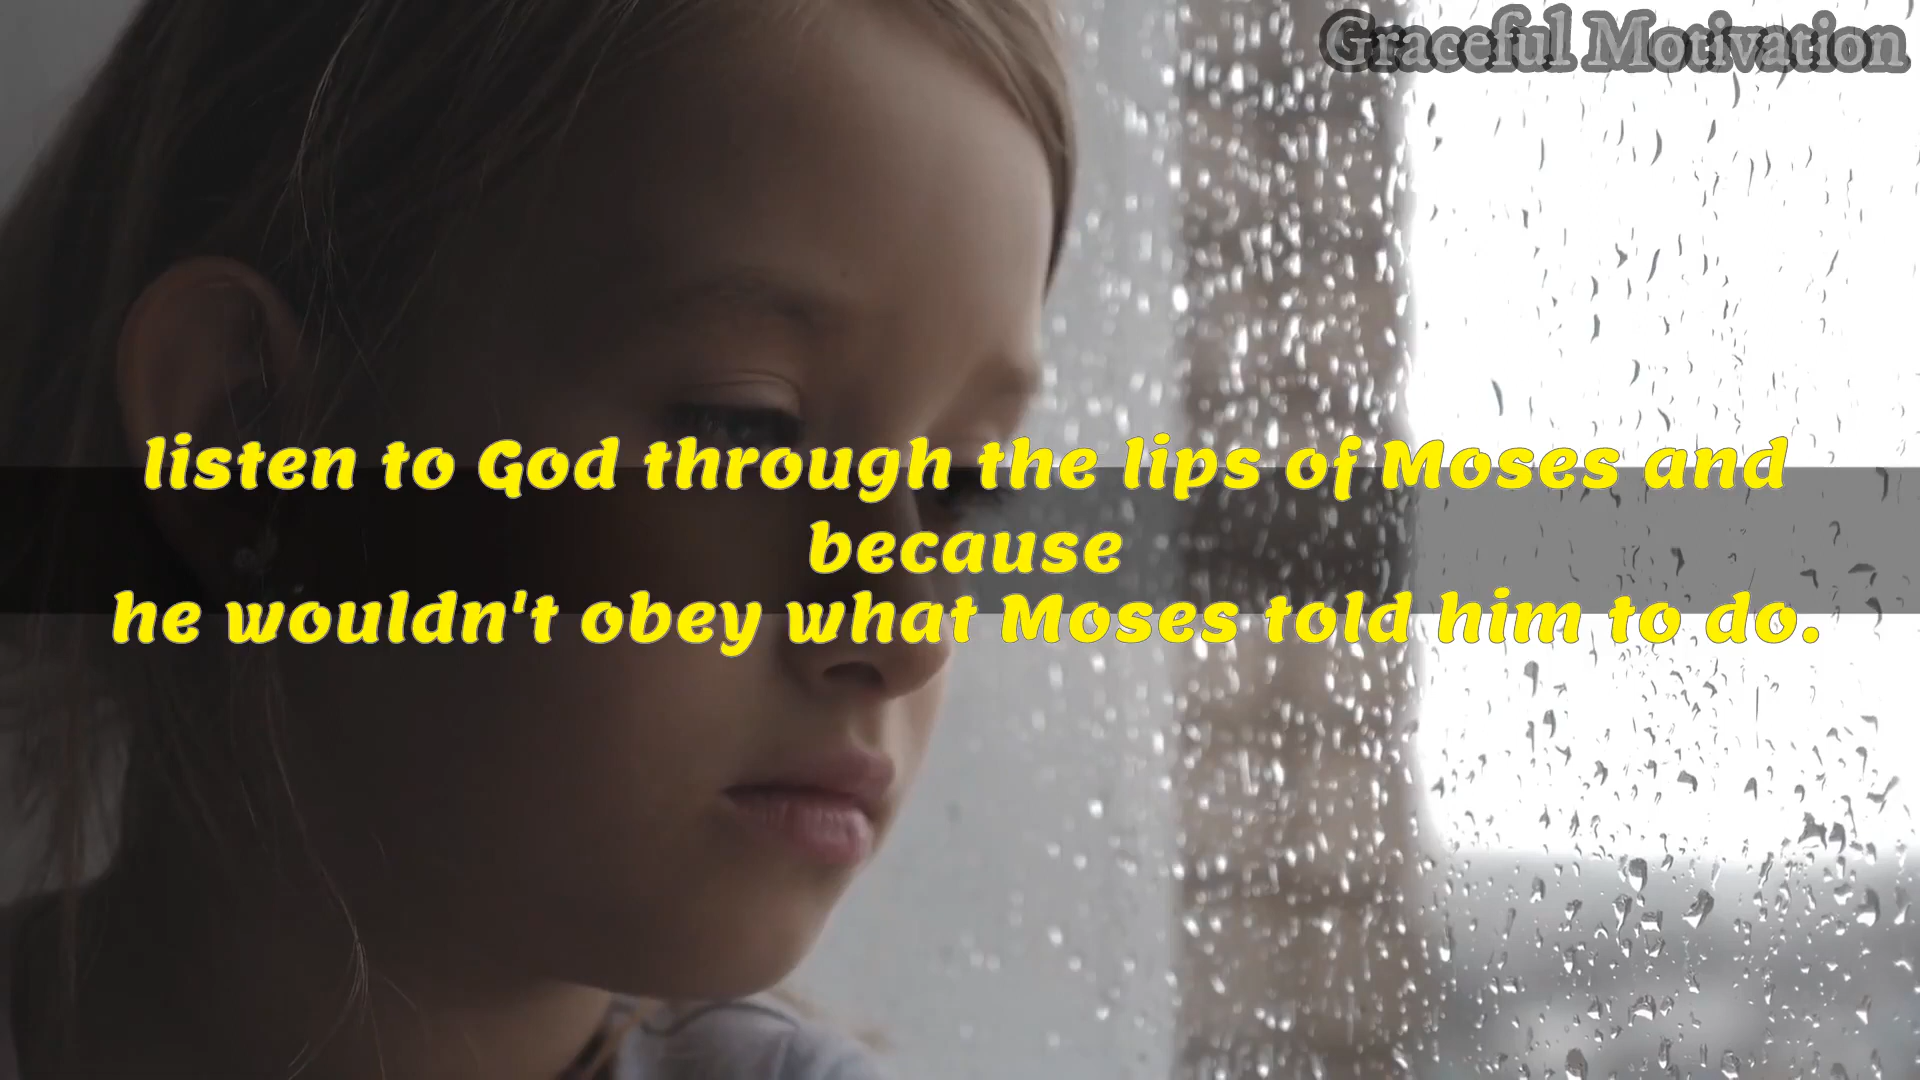 Graceful Motivation
listen to God through the lips of Moses and
because
he wouldn't obey what Moses told him to do.